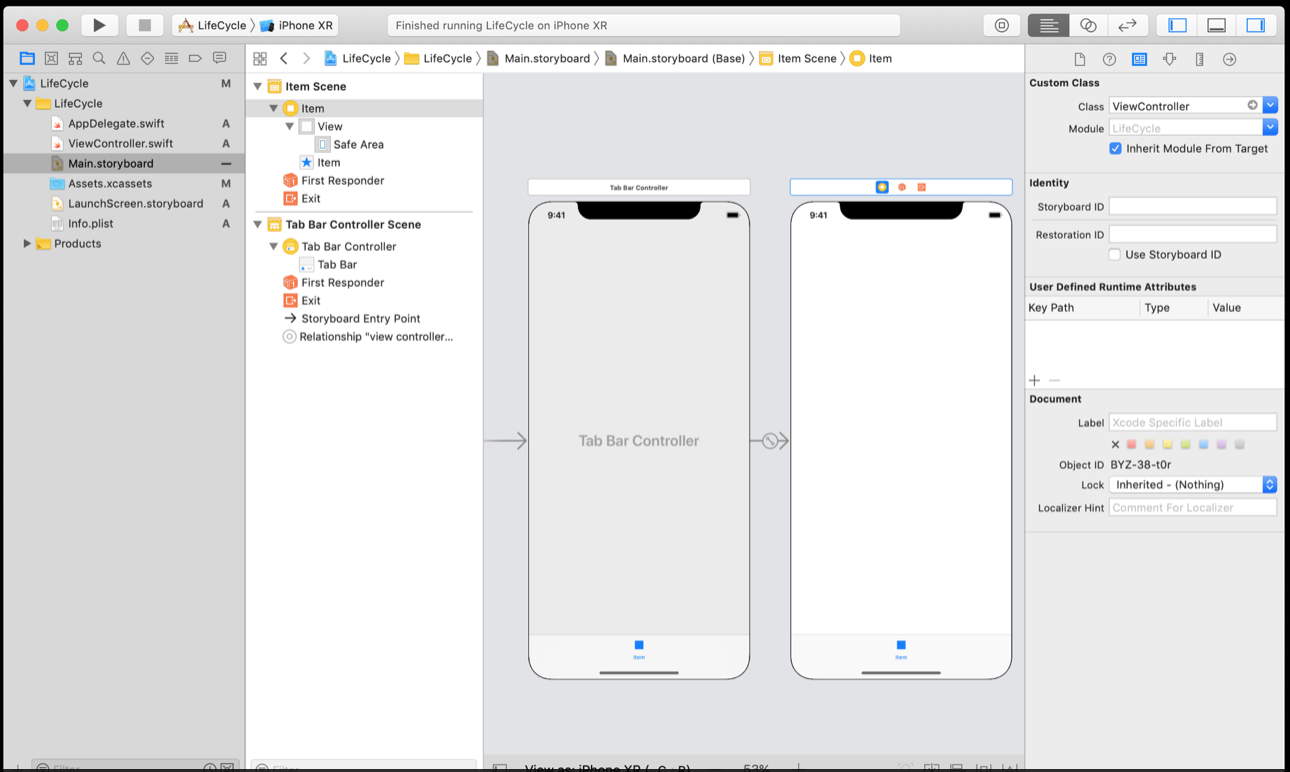 LifeCycle
iPhone XR
Finished running LifeCycle on iPhone XR
LifeCycle
LifeCycle
Main.storyboard
Main.storyboard (Base)
Item Scene
Item
LifeCycle M
LifeCycle
AppDelegate.swift A
ViewController.swift A
Main.storyboard
Assets.xcassets M
LaunchScreen.storyboard A
Info.plist A
Products
Filter
Item Scene
Item
View
Safe Area
Item
First Responder
Exit
Tab Bar Controller Scene
Tab Bar Controller
Tab Bar
First Responder
Exit
Storyboard Entry Point
Relationship "view controller...
Filter
Tab Bar Controller
9:41
Tab Bar Controller
Item
9:41
Item
View as: iPhone XR
53%
Custom Class
Class ViewController
Module LifeCycle
Inherit Module From Target
Identity
Storyboard ID
Restoration ID
Use Storyboard ID
User Defined Runtime Attributes
Key Path Type Value
Document
Label Xcode Specific Label
Object ID BYZ-38-t0r
Lock Inherited - (Nothing)
Localizer Hint Comment For Localizer